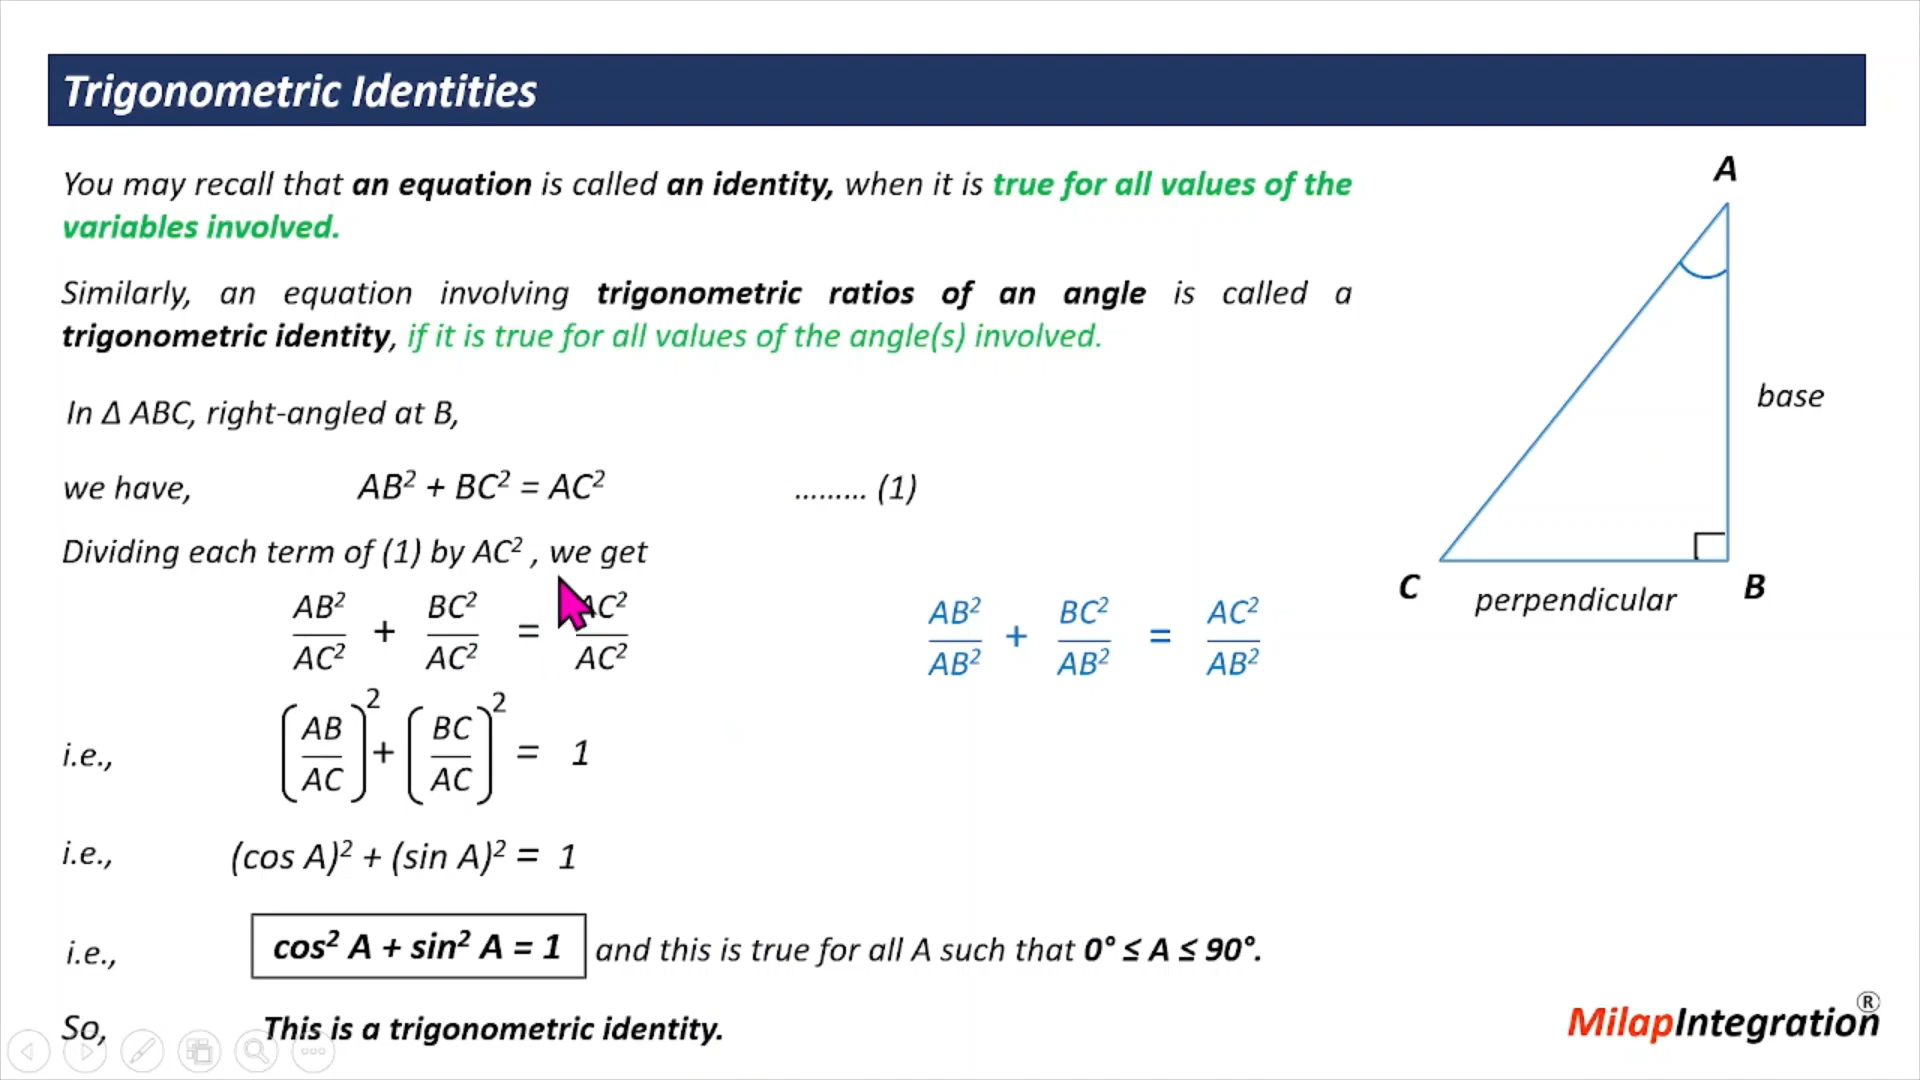 Trigonometric Identities
You may recall that an equation is called an identity, when it is true for all values of the
variables involved.
Similarly, an equation involving trigonometric ratios of an angle is called a
trigonometric identity, if it is true for all values of the angle(s) involved.
In Δ ABC, right-angled at B,
we have, AB² + BC² = AC² ......... (1)
Dividing each term of (1) by AC² , we get
AB²/AC² + BC²/AC² = AC²/AC²
AB²/AB² + BC²/AB² = AC²/AB²
i.e., (AB/AC)² + (BC/AC)² = 1
i.e., (cos A)² + (sin A)² = 1
i.e., cos² A + sin² A = 1 and this is true for all A such that 0° ≤ A ≤ 90°.
So, This is a trigonometric identity.
A
base
C
perpendicular
B
MilapIntegration®